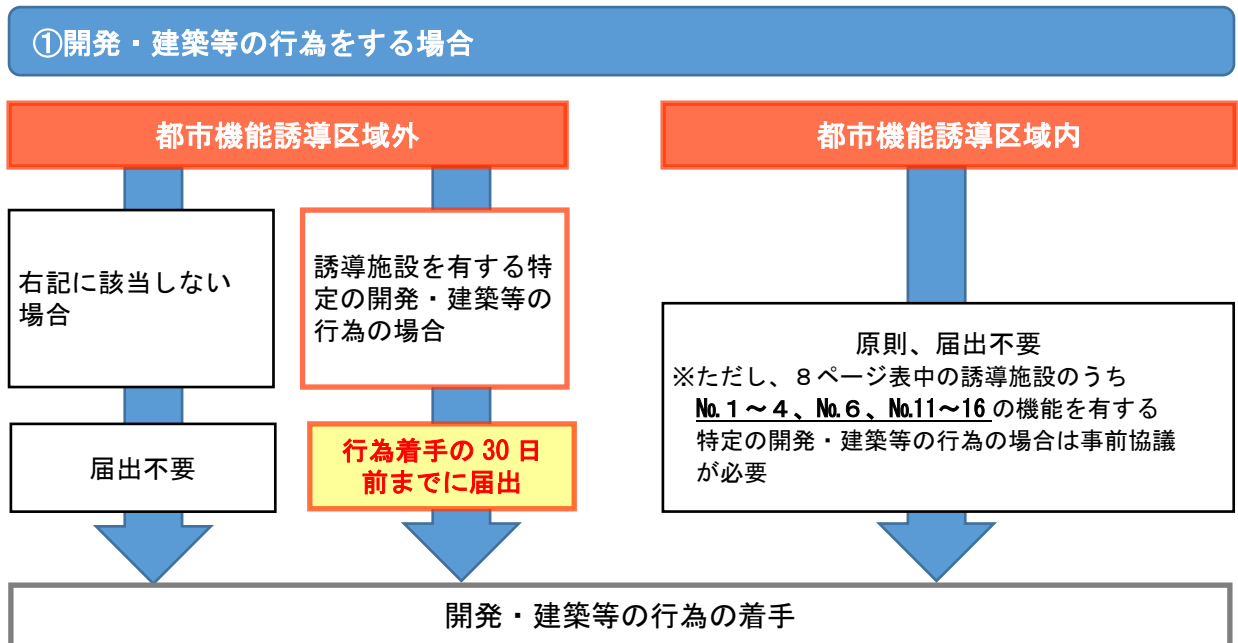 ①開発・建築等の行為をする場合
都市機能誘導区域外
都市機能誘導区域内
右記に該当しない
場合
誘導施設を有する特
定の開発・建築等の
行為の場合
届出不要
行為着手の 30 日
前までに届出
原則、届出不要
※ただし、８ページ表中の誘導施設のうち
№１～４、№６、№11～16 の機能を有する
特定の開発・建築等の行為の場合は事前協議
が必要
開発・建築等の行為の着手